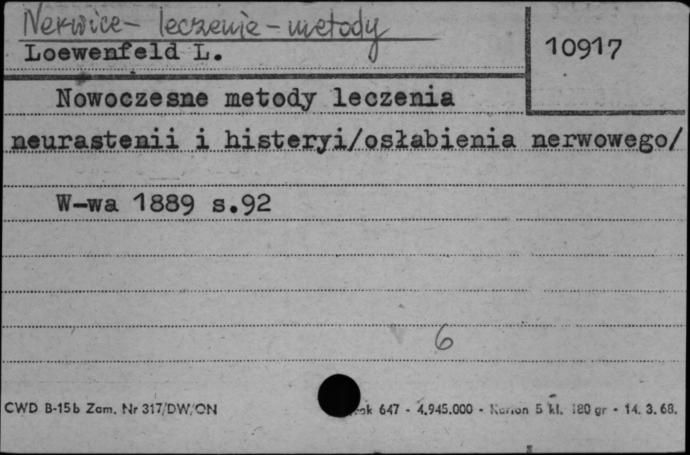 Nerwice - leczenie - metody
Loewenfeld L.
10917
Nowoczesne metody leczenia
neurastenii i histeryi/osłabienia nerwowego/
W-wa 1889 s.92
6
CWD B-15b Zam. Nr 317/DW/ON 647 - 4.945.000 - Karton 5 kl. 180 gr - 14. 3. 68.